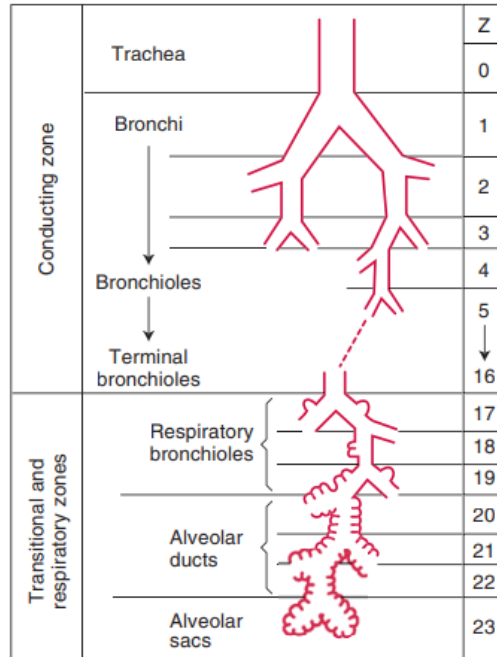 Z
Trachea
0
Bronchi
1
2
3
4
Bronchioles
5
Terminal
bronchioles
16
17
Respiratory
bronchioles
18
19
20
Alveolar
ducts
21
22
Alveolar
sacs
23
Conducting zone
Transitional and
respiratory zones